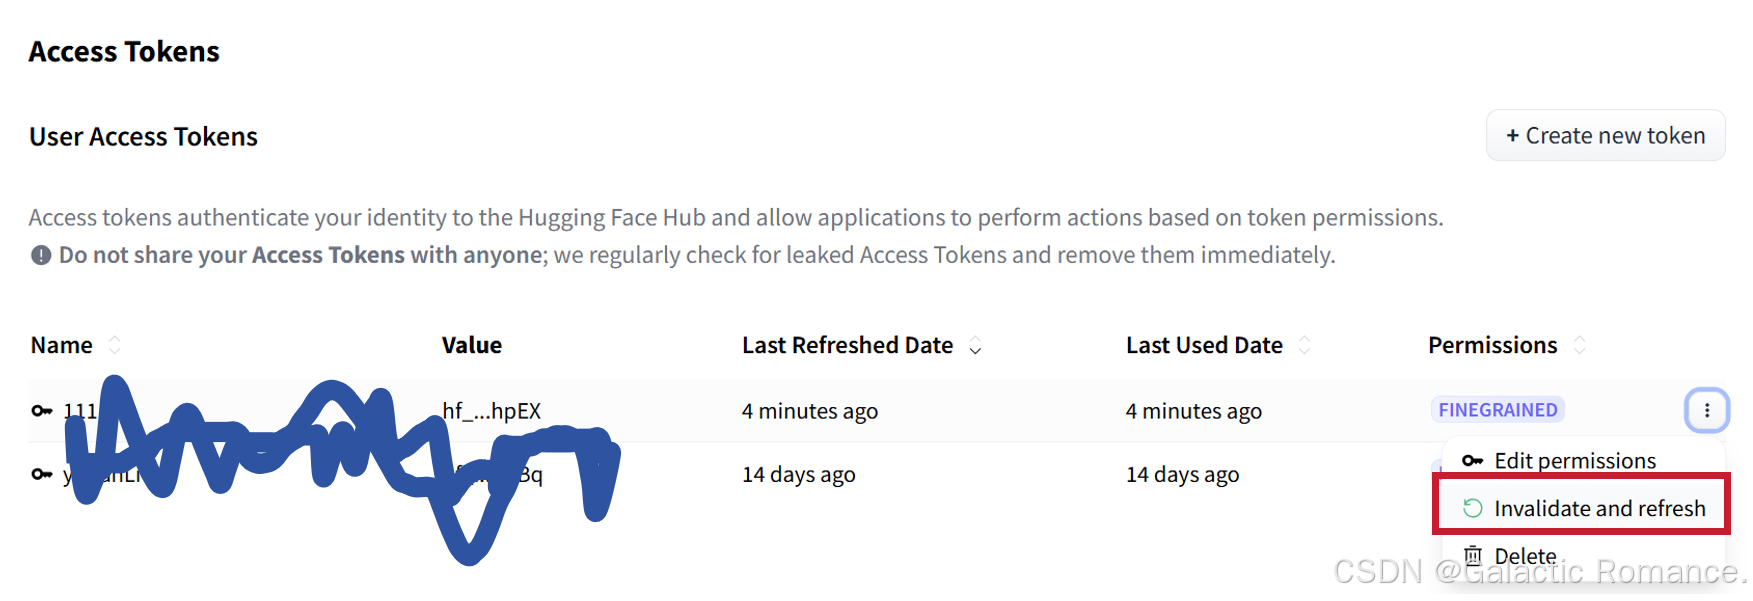 Access Tokens
User Access Tokens
+ Create new token
Access tokens authenticate your identity to the Hugging Face Hub and allow applications to perform actions based on token permissions.
Do not share your Access Tokens with anyone; we regularly check for leaked Access Tokens and remove them immediately.
Name Value Last Refreshed Date Last Used Date Permissions
111 hf_...hpEX 4 minutes ago 4 minutes ago FINEGRAINED
Edit permissions
14 days ago 14 days ago
Invalidate and refresh
Delete
CSDN @Galactic Romance.